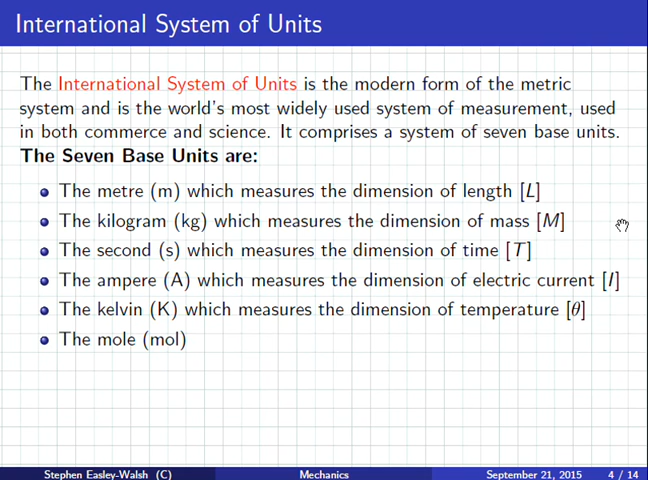 International System of Units
The International System of Units is the modern form of the metric
system and is the world's most widely used system of measurement, used
in both commerce and science. It comprises a system of seven base units.
The Seven Base Units are:
The metre (m) which measures the dimension of length [L]
The kilogram (kg) which measures the dimension of mass [M]
The second (s) which measures the dimension of time [T]
The ampere (A) which measures the dimension of electric current [I]
The kelvin (K) which measures the dimension of temperature [θ]
The mole (mol)
Stephen Easley-Walsh (C) Mechanics September 21, 2015 4 / 14